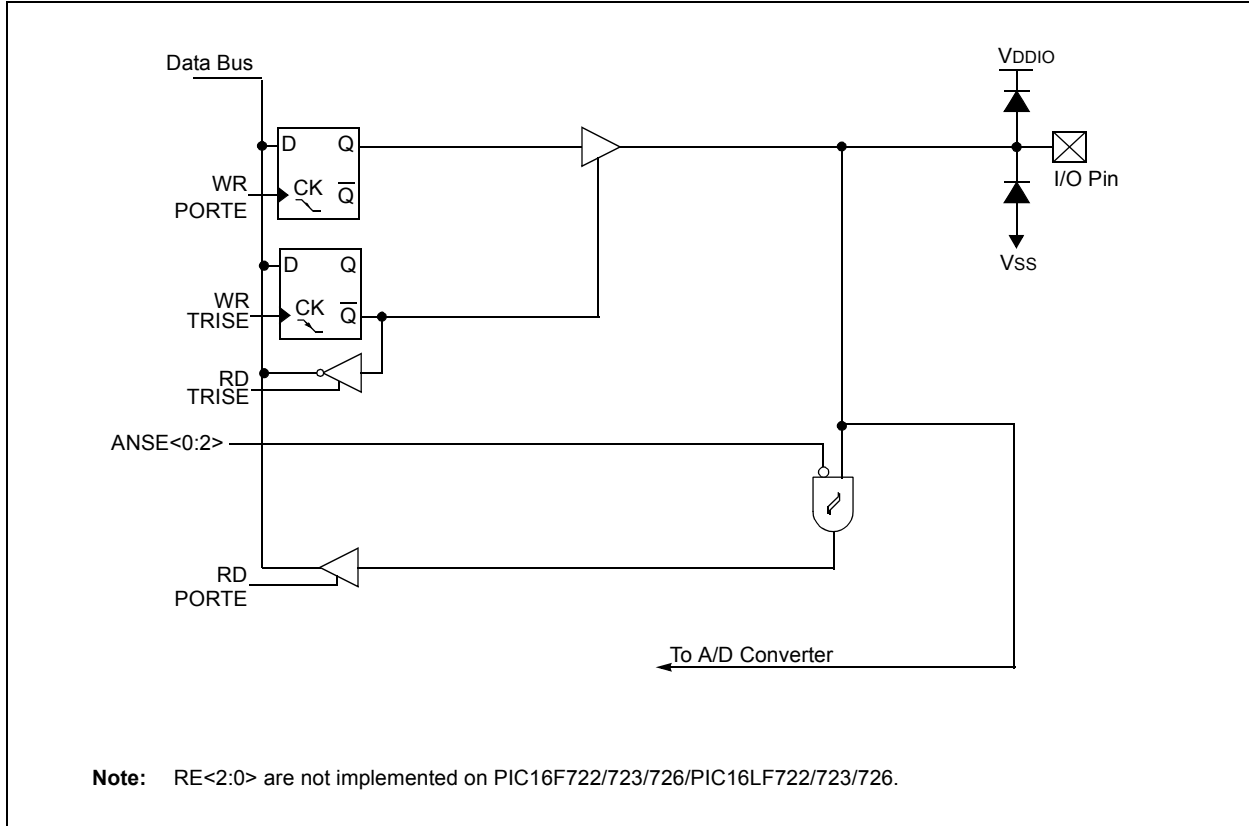 Data Bus
VDDIO
D Q
WR
PORTE
CK
Q
I/O Pin
D Q
VSS
WR
TRISE
CK
Q
RD
TRISE
ANSE<0:2>
RD
PORTE
To A/D Converter
Note: RE<2:0> are not implemented on PIC16F722/723/726/PIC16LF722/723/726.